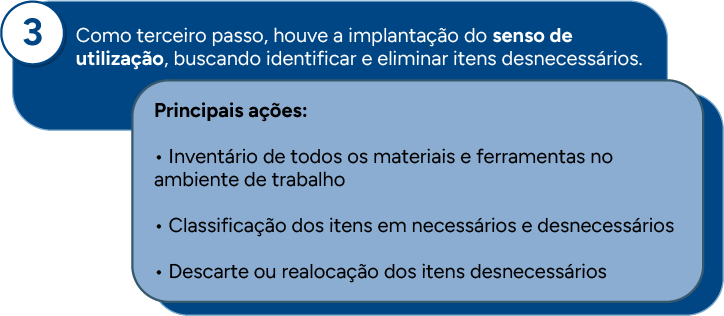 3
Como terceiro passo, houve a implantação do senso de
utilização, buscando identificar e eliminar itens desnecessários.
Principais ações:
• Inventário de todos os materiais e ferramentas no
ambiente de trabalho
• Classificação dos itens em necessários e desnecessários
• Descarte ou realocação dos itens desnecessários